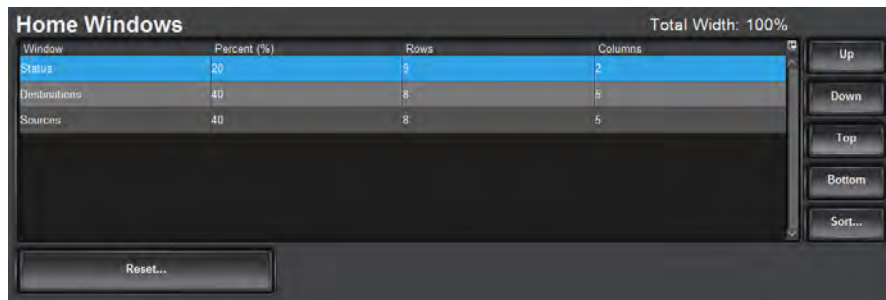 Home Windows
Total Width: 100%
Window Percent (%) Rows Columns
Status 20 9 2
Destinations 40 8 5
Sources 40 8 5
Up
Down
Top
Bottom
Sort...
Reset...